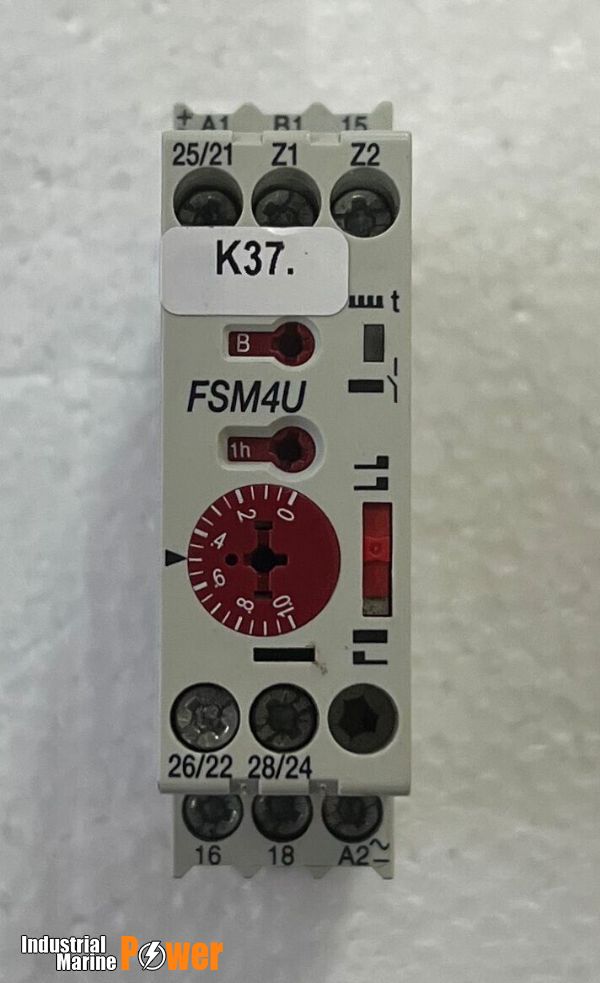 + A1 B1 15
25/21 Z1 Z2
K37.
t
B
FSM4U
1h
0
2
.4
.6
.8
10
26/22 28/24
16 18 A2
Industrial
Marine Power